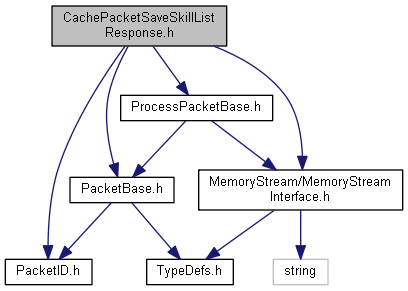 CachePacketSaveSkillList
Response.h
ProcessPacketBase.h
PacketBase.h
MemoryStream/MemoryStream
Interface.h
PacketID.h
TypeDefs.h
string